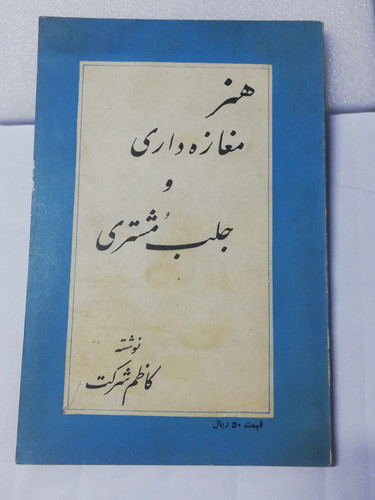 هنر
مغازه داری
و
جلب مُشتری
نوشته
کاظم شرکت
قیمت ۵۰ ریال